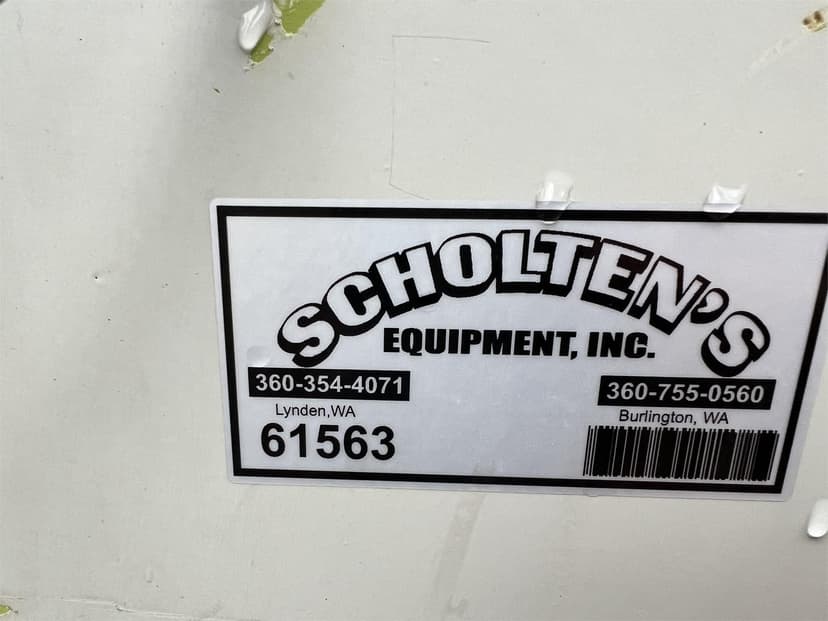 SCHOLTEN'S
EQUIPMENT, INC.
360-354-4071
Lynden,WA
61563
360-755-0560
Burlington, WA